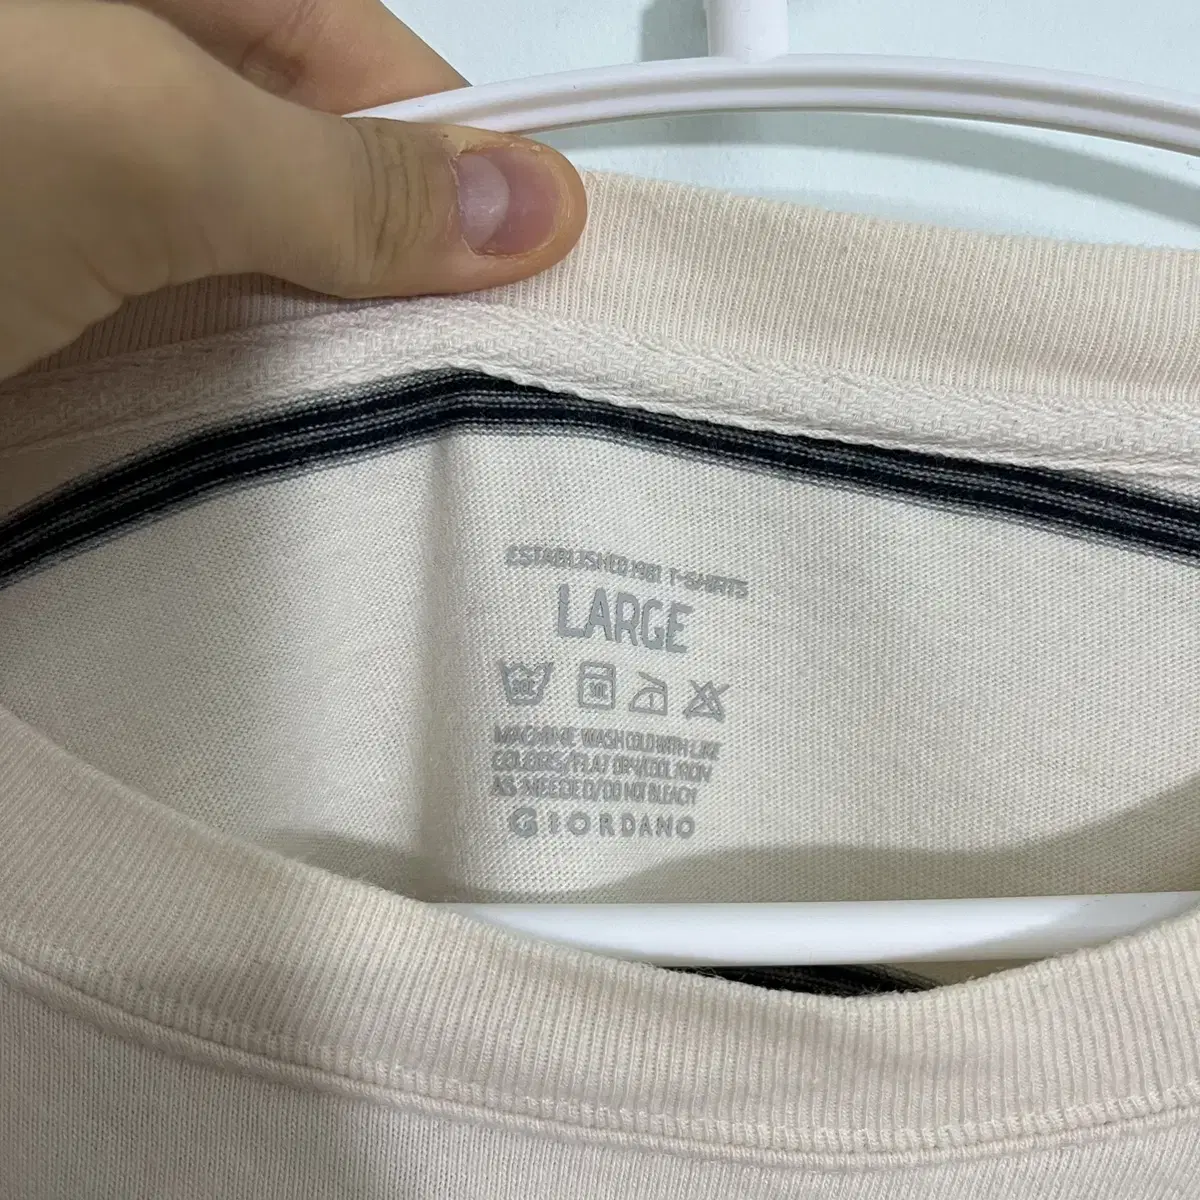 ESTABLISHED 1981 T-SHIRTS
LARGE
30C
MACHINE WASH COLD WITH LIKE
COLORS/FLAT DRY/COOL IRON
AS NEEDED/DO NOT BLEACH
GIORDANO